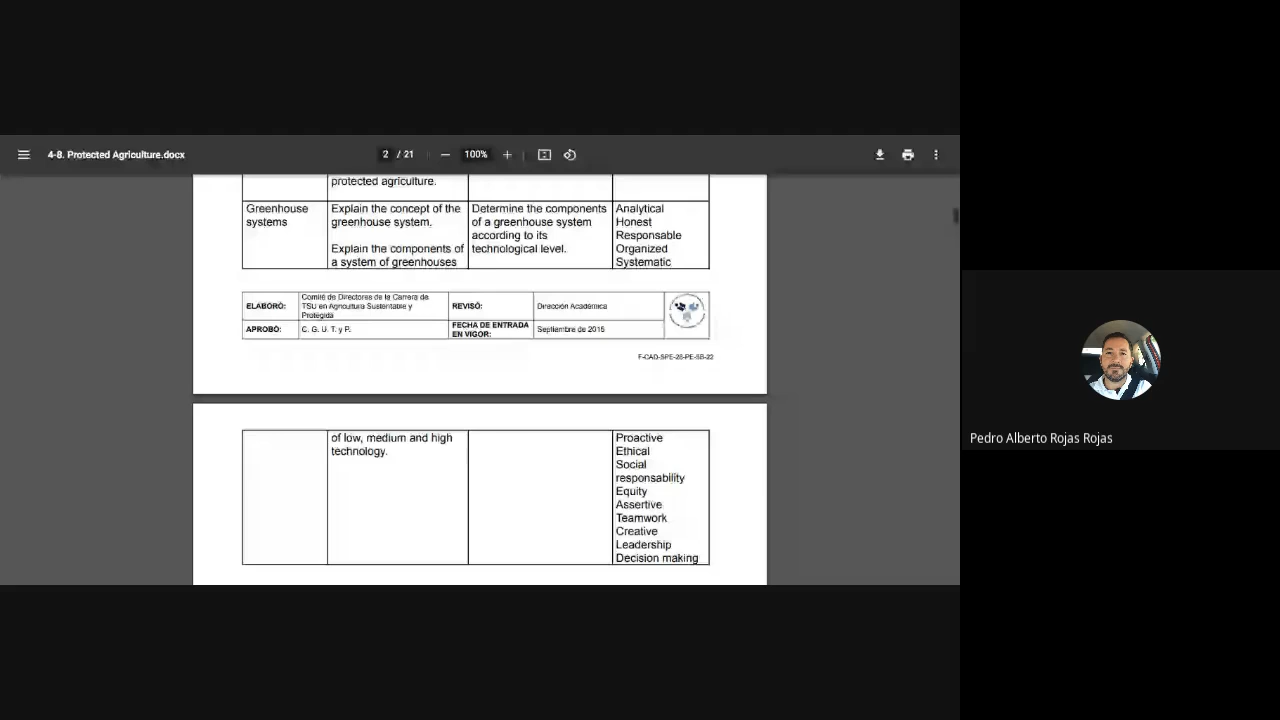 4-8. Protected Agriculture.docx
2 / 21
100%
protected agriculture.
Greenhouse systems
Explain the concept of the greenhouse system.
Explain the components of a system of greenhouses
Determine the components of a greenhouse system according to its technological level.
Analytical
Honest
Responsable
Organized
Systematic
ELABORÓ:
Comité de Directores de la Carrera de TSU en Agricultura Sustentable y Protegida
REVISÓ:
Dirección Académica
APROBÓ:
C. G. U. T. y P.
FECHA DE ENTRADA EN VIGOR:
Septiembre de 2015
F-CAD-SPE-28-PE-5B-22
of low, medium and high technology.
Proactive
Ethical
Social
responsability
Equity
Assertive
Teamwork
Creative
Leadership
Decision making
Pedro Alberto Rojas Rojas